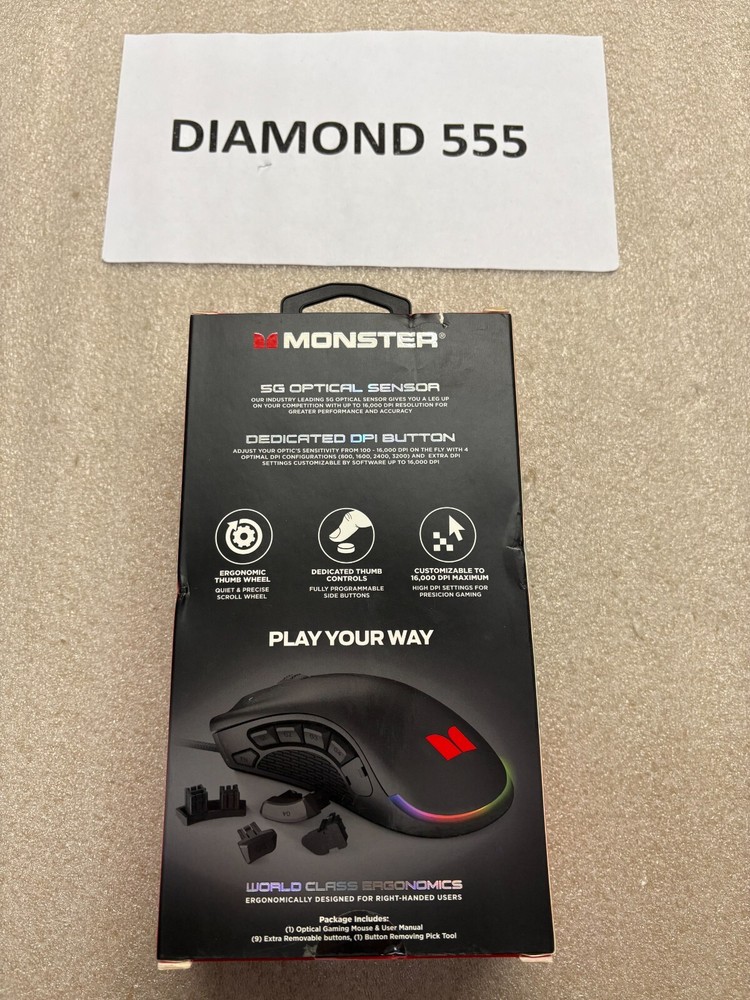 DIAMOND 555
MONSTER®
5G OPTICAL SENSOR
OUR INDUSTRY LEADING 5G OPTICAL SENSOR GIVES YOU A LEG UP
ON YOUR COMPETITION WITH UP TO 16,000 DPI RESOLUTION FOR
GREATER PERFORMANCE AND ACCURACY
DEDICATED DPI BUTTON
ADJUST YOUR OPTIC'S SENSITIVITY FROM 100 - 16,000 DPI ON THE FLY WITH 4
OPTIMAL DPI CONFIGURATIONS (800, 1600, 2400, 3200) AND EXTRA DPI
SETTINGS CUSTOMIZABLE BY SOFTWARE UP TO 16,000 DPI
ERGONOMIC
THUMB WHEEL
QUIET & PRECISE
SCROLL WHEEL
DEDICATED THUMB
CONTROLS
FULLY PROGRAMMABLE
SIDE BUTTONS
CUSTOMIZABLE TO
16,000 DPI MAXIMUM
HIGH DPI SETTINGS FOR
PRESICION GAMING
PLAY YOUR WAY
WORLD CLASS ERGONOMICS
ERGONOMICALLY DESIGNED FOR RIGHT-HANDED USERS
Package Includes:
(1) Optical Gaming Mouse & User Manual
(9) Extra Removable buttons, (1) Button Removing Pick Tool